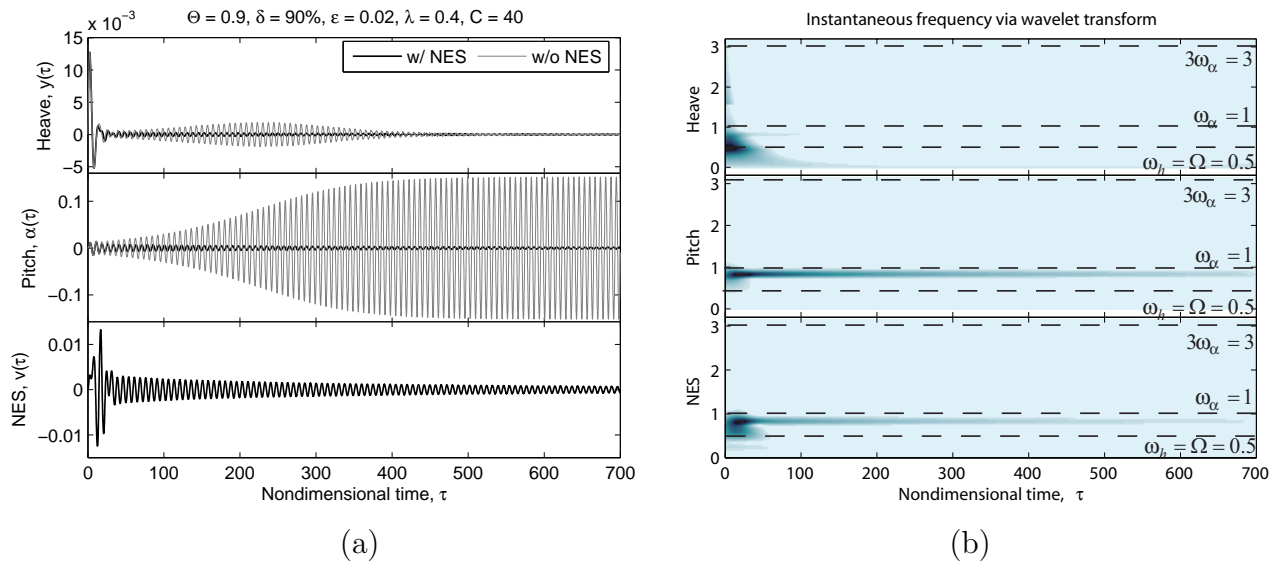 Θ = 0.9, δ = 90%, ε = 0.02, λ = 0.4, C = 40
x 10⁻³
15
10
5
0
−5
Heave, y(τ)
w/ NES
w/o NES
0.1
0
−0.1
Pitch, α(τ)
0.01
0
−0.01
NES, v(τ)
0 100 200 300 400 500 600 700
Nondimensional time, τ
(a)
Instantaneous frequency via wavelet transform
3
2
1
0
Heave
3ω_α = 3
ω_α = 1
ω_h = Ω = 0.5
3
2
1
0
Pitch
3ω_α = 3
ω_α = 1
ω_h = Ω = 0.5
3
2
1
0
NES
3ω_α = 3
ω_α = 1
ω_h = Ω = 0.5
0 100 200 300 400 500 600 700
Nondimensional time, τ
(b)